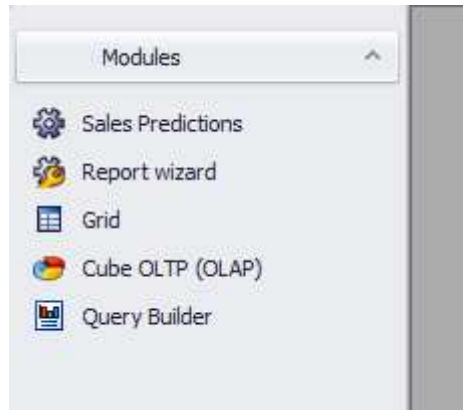 Modules
Sales Predictions
Report wizard
Grid
Cube OLTP (OLAP)
Query Builder